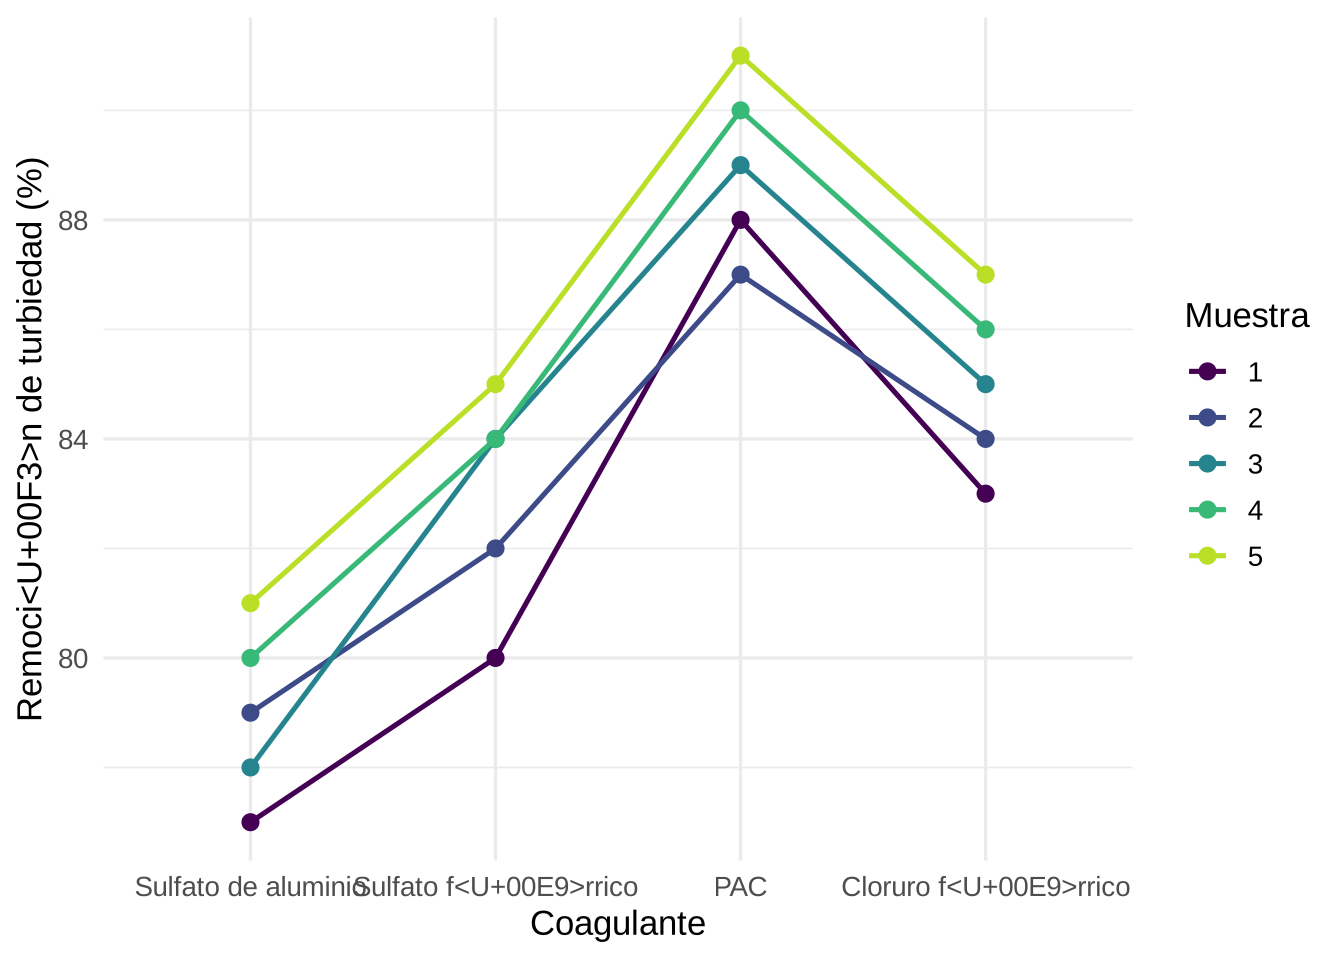 Remoci<U+00F3>n de turbiedad (%)
88
84
80
Sulfato de aluminio
Sulfato f<U+00E9>rrico
PAC
Cloruro f<U+00E9>rrico
Coagulante
Muestra
1
2
3
4
5